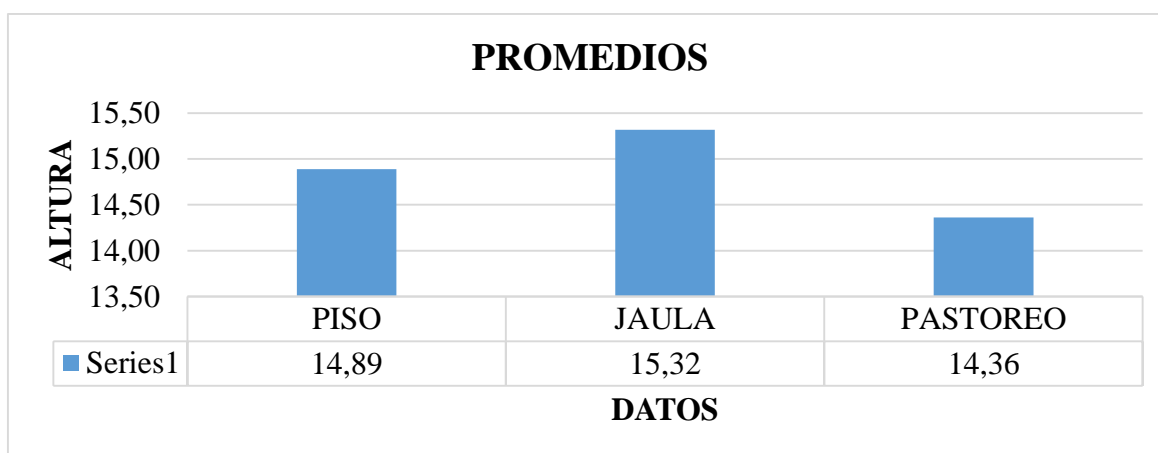 PROMEDIOS
ALTURA
15,50
15,00
14,50
14,00
13,50
PISO JAULA PASTOREO
Series1 14,89 15,32 14,36
DATOS